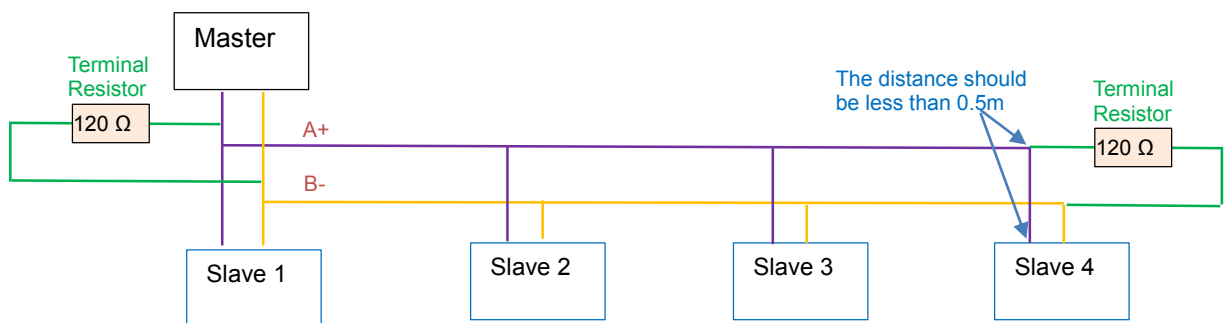 Master
Terminal
Resistor
120 Ω
A+
B-
The distance should
be less than 0.5m
Terminal
Resistor
120 Ω
Slave 1
Slave 2
Slave 3
Slave 4